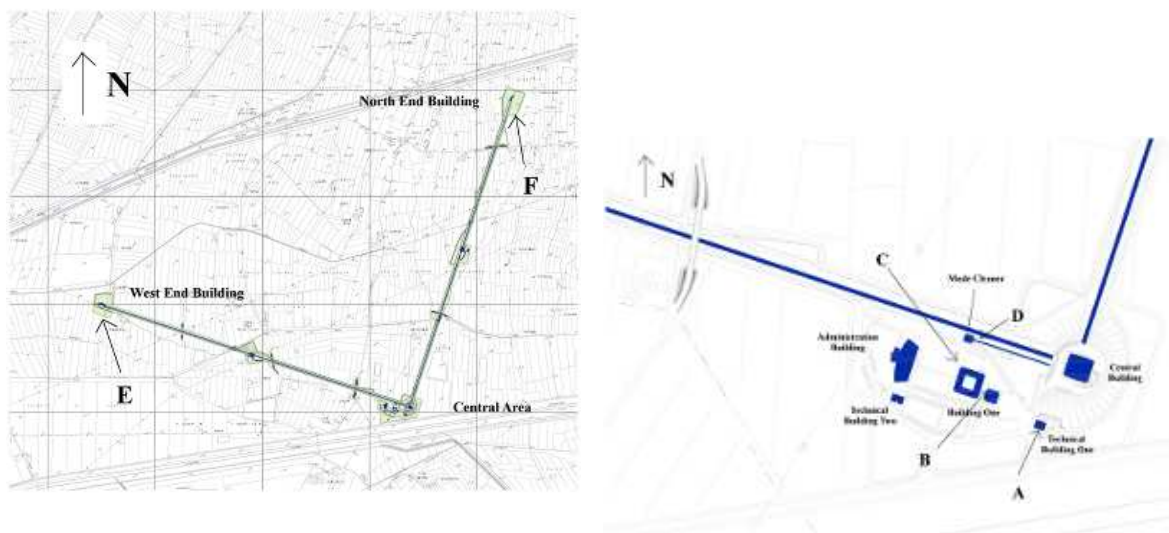 N
North End Building
F
West End Building
E
Central Area
N
C
Mode Cleaner
D
Administration
Building
Central
Building
Technical
Building Two
Building One
Technical
Building One
B
A